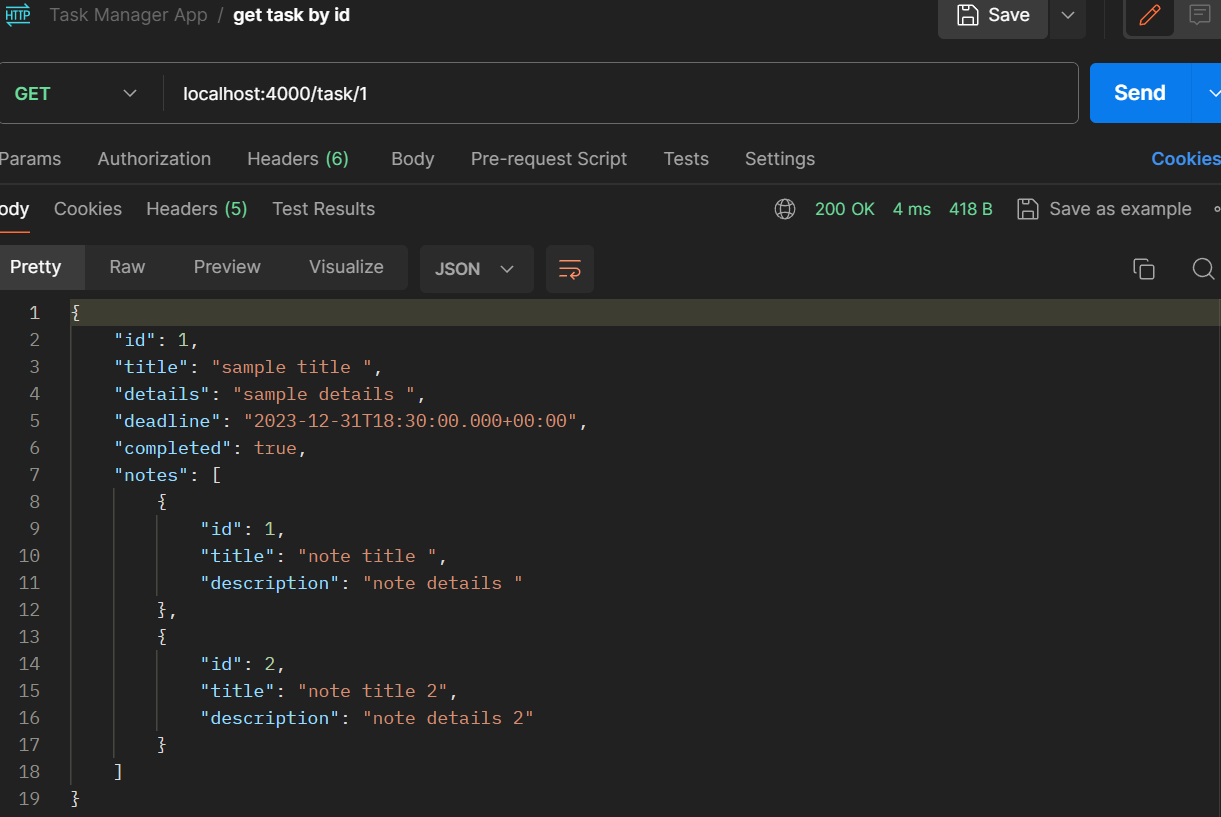 HTTP Task Manager App / get task by id Save
GET localhost:4000/task/1 Send
Params Authorization Headers (6) Body Pre-request Script Tests Settings Cookies
ody Cookies Headers (5) Test Results 200 OK 4 ms 418 B Save as example
Pretty Raw Preview Visualize JSON
1 {
2 "id": 1,
3 "title": "sample title ",
4 "details": "sample details ",
5 "deadline": "2023-12-31T18:30:00.000+00:00",
6 "completed": true,
7 "notes": [
8 {
9 "id": 1,
10 "title": "note title ",
11 "description": "note details "
12 },
13 {
14 "id": 2,
15 "title": "note title 2",
16 "description": "note details 2"
17 }
18 ]
19 }